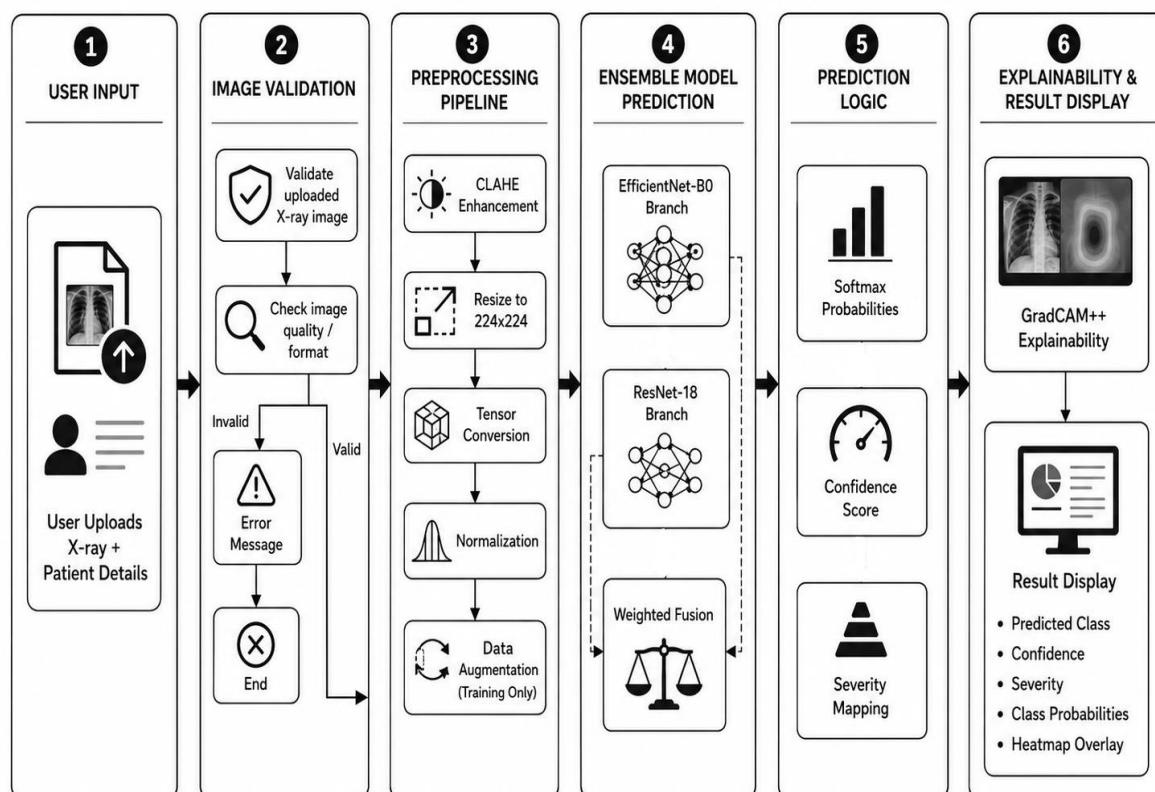 1
USER INPUT
User Uploads
X-ray +
Patient Details
2
IMAGE VALIDATION
Validate
uploaded
X-ray image
Check image
quality /
format
Invalid
Valid
Error
Message
End
3
PREPROCESSING
PIPELINE
CLAHE
Enhancement
Resize to
224x224
Tensor
Conversion
Normalization
Data
Augmentation
(Training Only)
4
ENSEMBLE MODEL
PREDICTION
EfficientNet-B0
Branch
ResNet-18
Branch
Weighted Fusion
5
PREDICTION
LOGIC
Softmax
Probabilities
Confidence
Score
Severity
Mapping
6
EXPLAINABILITY &
RESULT DISPLAY
GradCAM++
Explainability
Result Display
• Predicted Class
• Confidence
• Severity
• Class Probabilities
• Heatmap Overlay